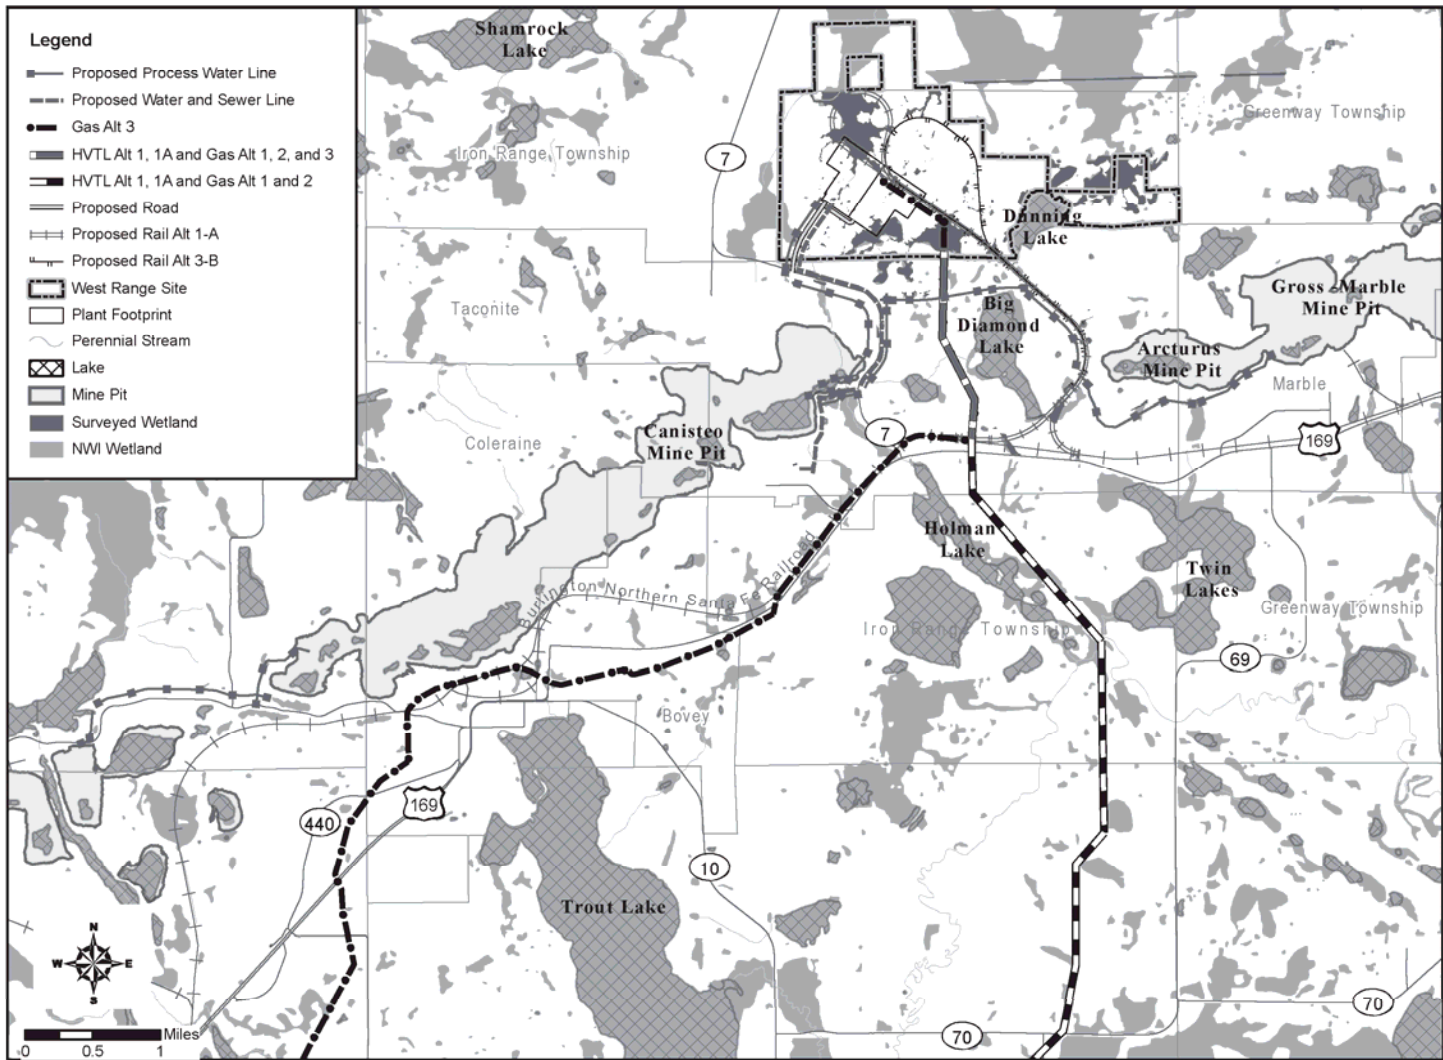 Legend
Proposed Process Water Line
Proposed Water and Sewer Line
Gas Alt 3
HVTL Alt 1, 1A and Gas Alt 1, 2, and 3
HVTL Alt 1, 1A and Gas Alt 1 and 2
Proposed Road
Proposed Rail Alt 1-A
Proposed Rail Alt 3-B
West Range Site
Plant Footprint
Perennial Stream
Lake
Mine Pit
Surveyed Wetland
NWI Wetland
Shamrock
Lake
Greenway Township
Iron Range Township
7
Dunning
Lake
Taconite
Big
Diamond
Lake
Gross-Marble
Mine Pit
Arcturus
Mine Pit
Marble
Coleraine
Canisteo
Mine Pit
7
169
Holman
Lake
Twin
Lakes
Burlington Northern Santa Fe Railroad
Iron Range Township
Greenway Township
69
Bovey
169
440
10
Trout Lake
70
70
N
W
E
S
0
0.5
1
Miles